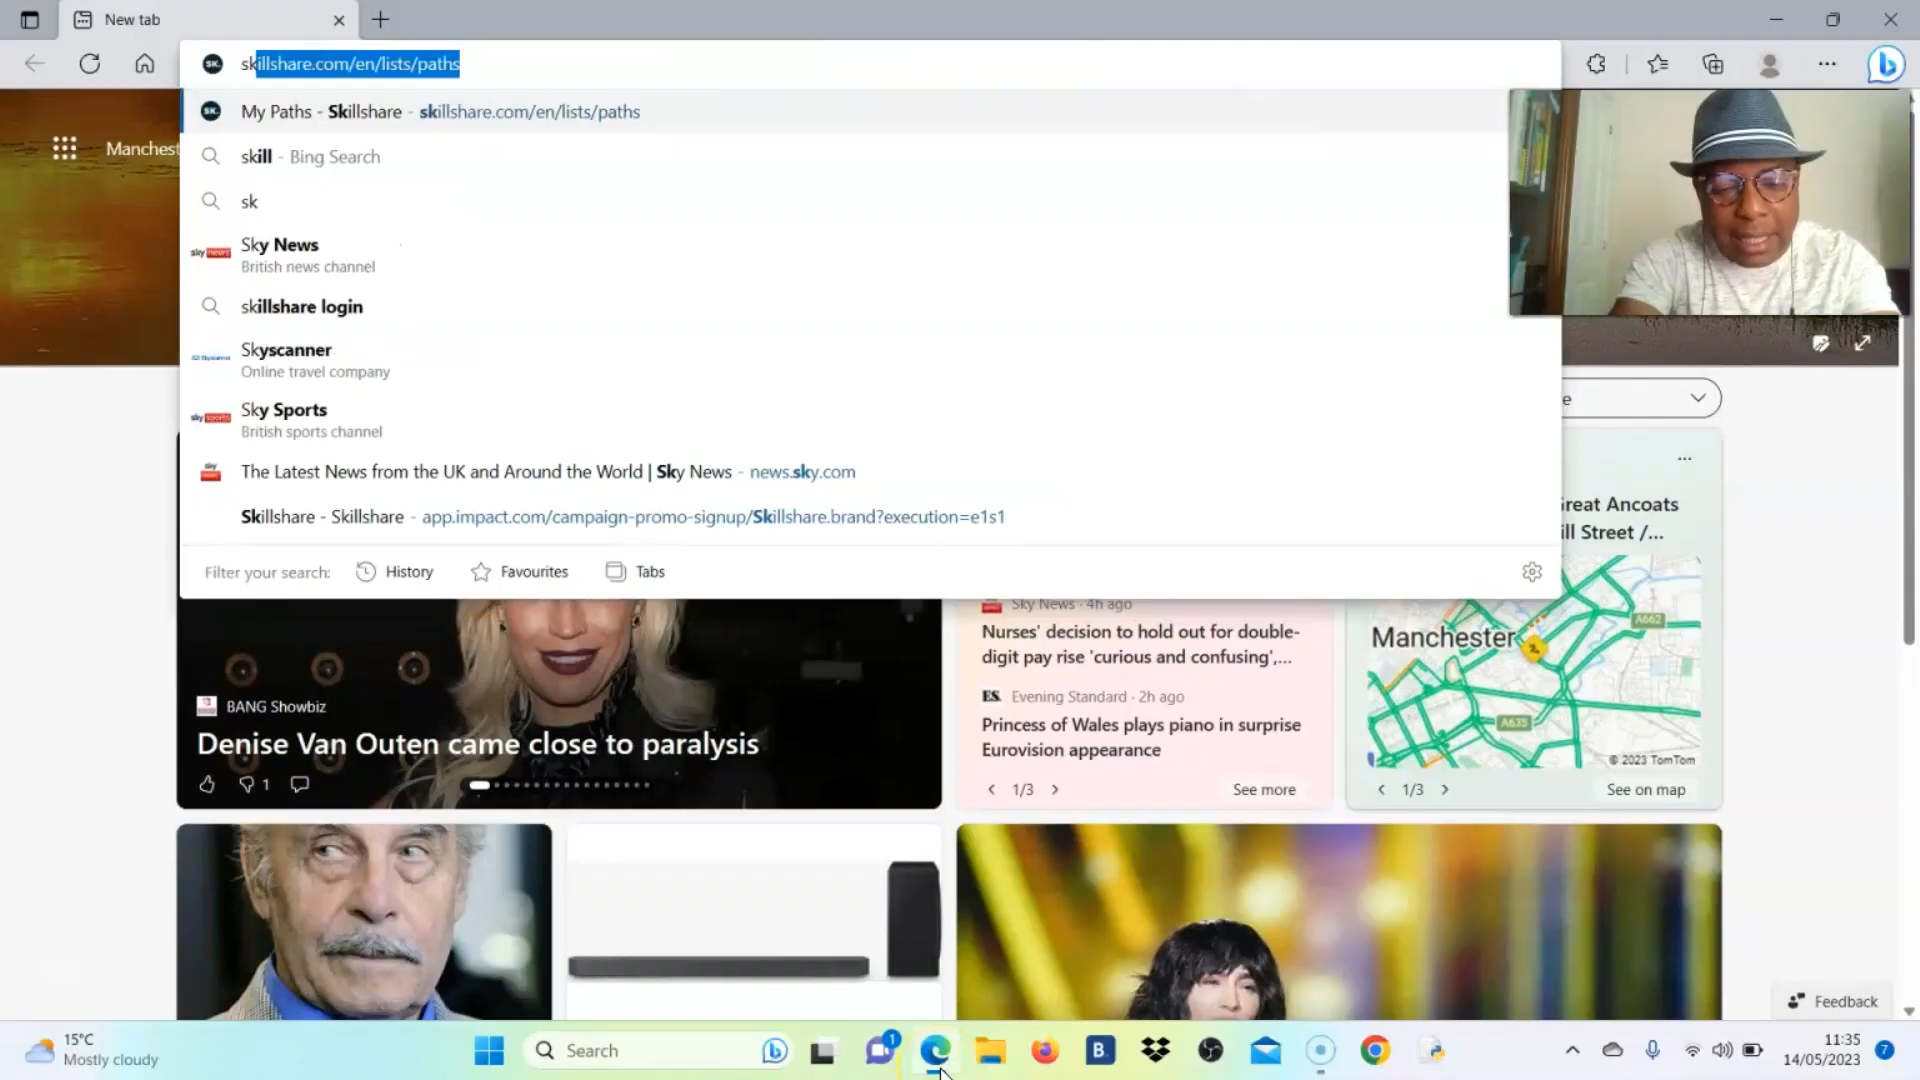 New tab
skillshare.com/en/lists/paths
My Paths - Skillshare - skillshare.com/en/lists/paths
Manchest
skill - Bing Search
sk
Sky News
British news channel
skillshare login
Skyscanner
Online travel company
Sky Sports
British sports channel
The Latest News from the UK and Around the World | Sky News - news.sky.com
Skillshare - Skillshare - app.impact.com/campaign-promo-signup/Skillshare.brand?execution=e1s1
Filter your search: History Favourites Tabs
BANG Showbiz
Denise Van Outen came close to paralysis
1
Sky News · 4h ago
Nurses' decision to hold out for double-
digit pay rise 'curious and confusing',...
ES Evening Standard · 2h ago
Princess of Wales plays piano in surprise
Eurovision appearance
1/3 See more
Great Ancoats
ill Street /...
A662
Manchester
A635
© 2023 TomTom
1/3 See on map
Feedback
15°C
Mostly cloudy
Search
1
11:35
14/05/2023
7